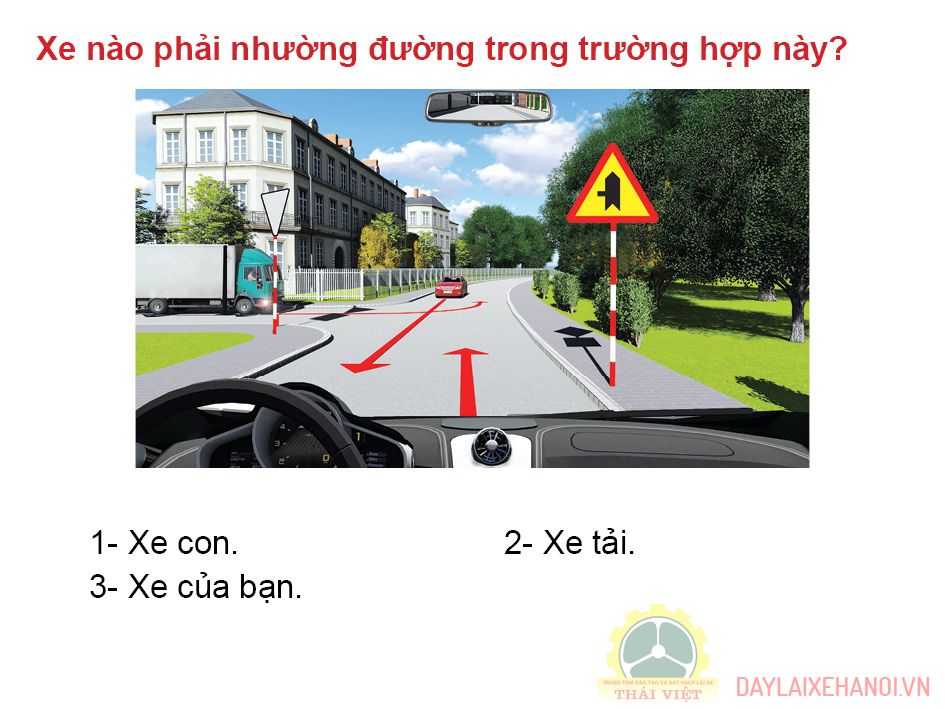 Xe nào phải nhường đường trong trường hợp này?
1- Xe con.
2- Xe tải.
3- Xe của bạn.
TRUNG TÂM ĐÀO TẠO VÀ SÁT HẠCH LÁI XE
THÁI VIỆT
DAYLAIXEHANOI.VN